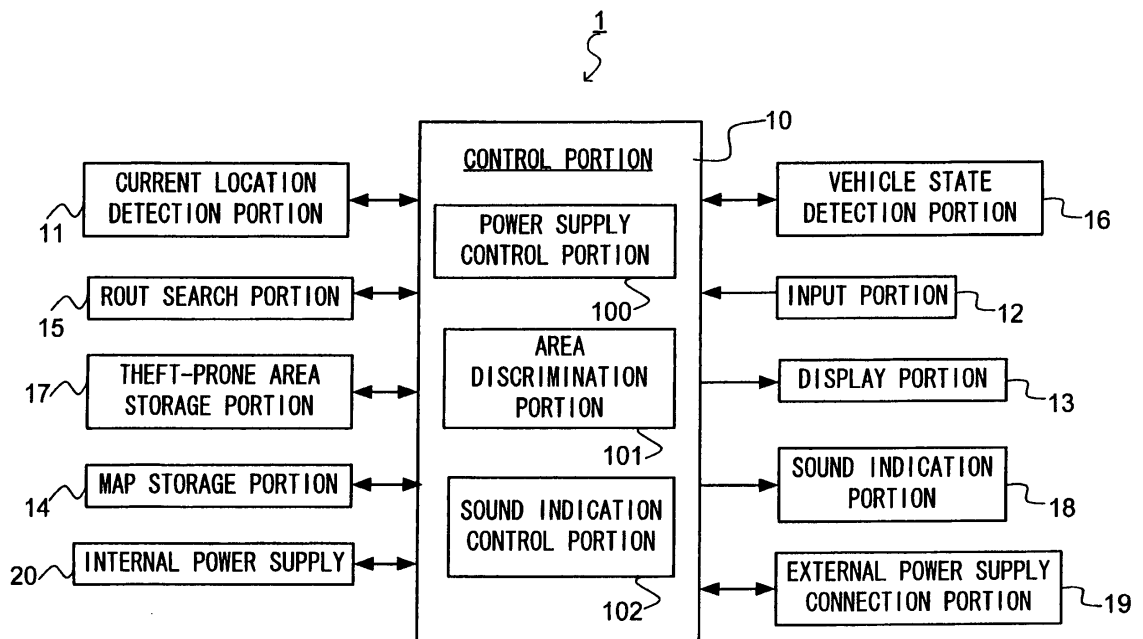 1
10
CONTROL PORTION
POWER SUPPLY
CONTROL PORTION
100
AREA
DISCRIMINATION
PORTION
101
SOUND INDICATION
CONTROL PORTION
102
CURRENT LOCATION
DETECTION PORTION
11
ROUT SEARCH PORTION
15
THEFT-PRONE AREA
STORAGE PORTION
17
MAP STORAGE PORTION
14
INTERNAL POWER SUPPLY
20
VEHICLE STATE
DETECTION PORTION
16
INPUT PORTION
12
DISPLAY PORTION
13
SOUND INDICATION
PORTION
18
EXTERNAL POWER SUPPLY
CONNECTION PORTION
19